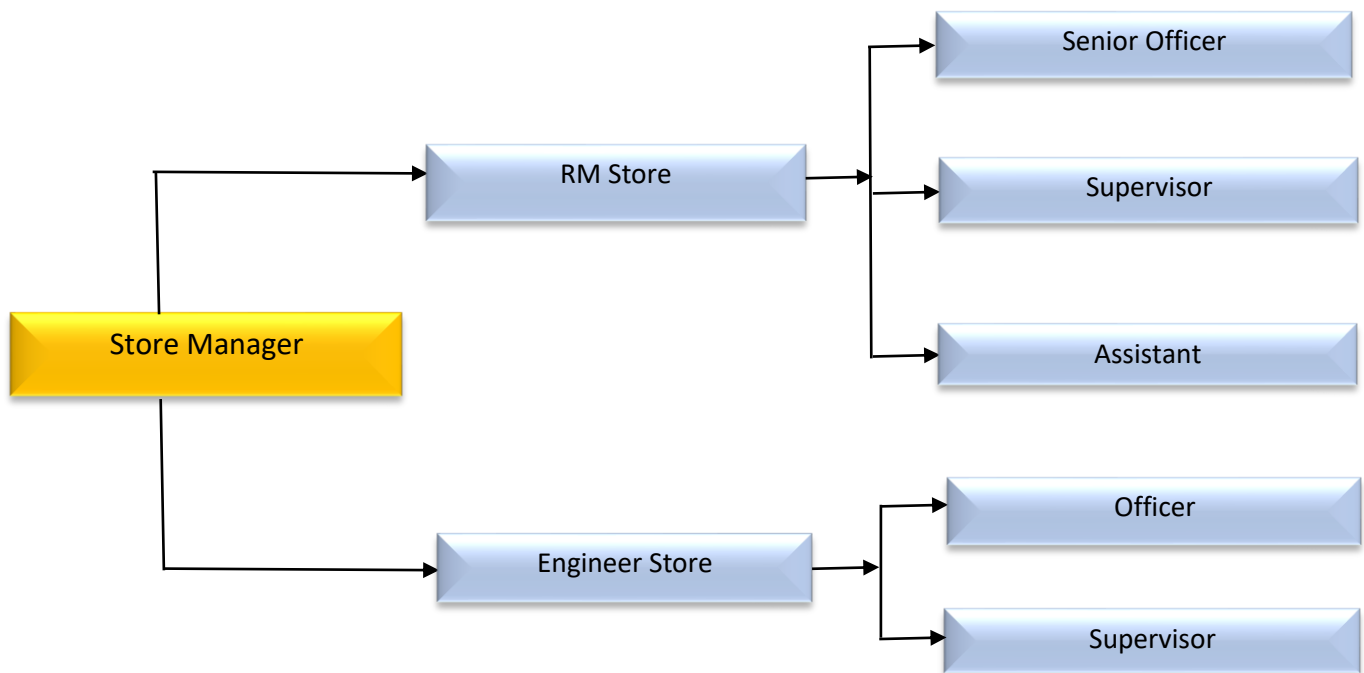 Senior Officer
RM Store
Supervisor
Store Manager
Assistant
Officer
Engineer Store
Supervisor